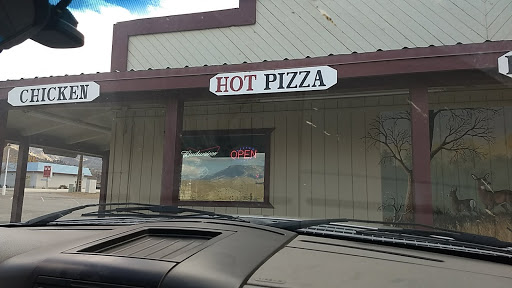 CHICKEN
HOT PIZZA
Budweiser
OPEN